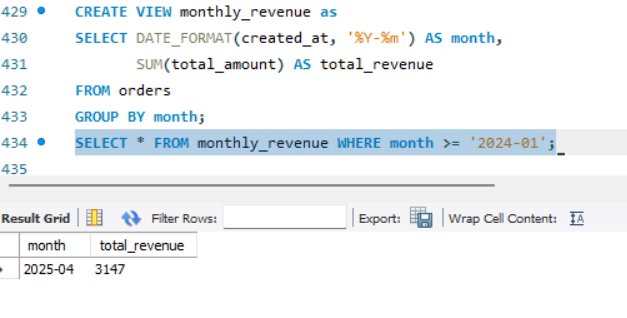 429 CREATE VIEW monthly_revenue as
430 SELECT DATE_FORMAT(created_at, '%Y-%m') AS month,
431 SUM(total_amount) AS total_revenue
432 FROM orders
433 GROUP BY month;
434 SELECT * FROM monthly_revenue WHERE month >= '2024-01';
435
Result Grid Filter Rows: Export: Wrap Cell Content: IA
month total_revenue
2025-04 3147